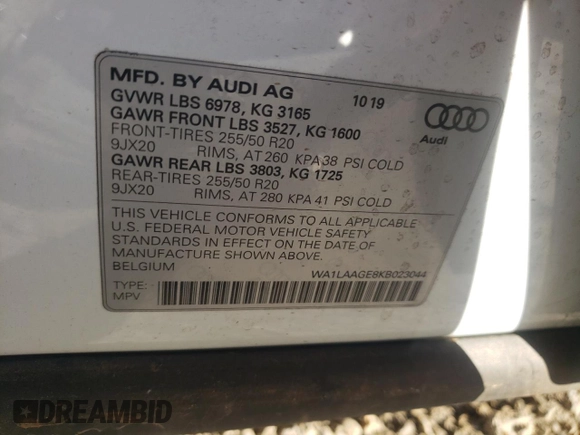 MFD. BY AUDI AG 10 19
GVWR LBS 6978, KG 3165
GAWR FRONT LBS 3527, KG 1600
FRONT-TIRES 255/50 R20
9JX20 RIMS, AT 260 KPA 38 PSI COLD
GAWR REAR LBS 3803, KG 1725
REAR-TIRES 255/50 R20
9JX20 RIMS, AT 280 KPA 41 PSI COLD
Audi
THIS VEHICLE CONFORMS TO ALL APPLICABLE
U.S. FEDERAL MOTOR VEHICLE SAFETY
STANDARDS IN EFFECT ON THE DATE OF
MANUFACTURE SHOWN ABOVE.
BELGIUM WA1LAAGE8KB023044
TYPE:
MPV
DREAMBID